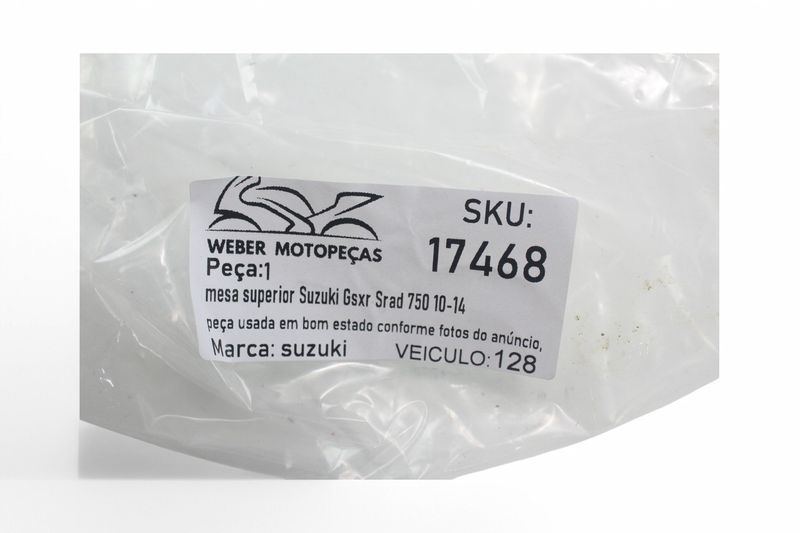 WEBER MOTOPEÇAS
SKU:
17468
Peça:1
mesa superior Suzuki Gsxr Srad 750 10-14
peça usada em bom estado conforme fotos do anúncio,
Marca: suzuki VEICULO: 128